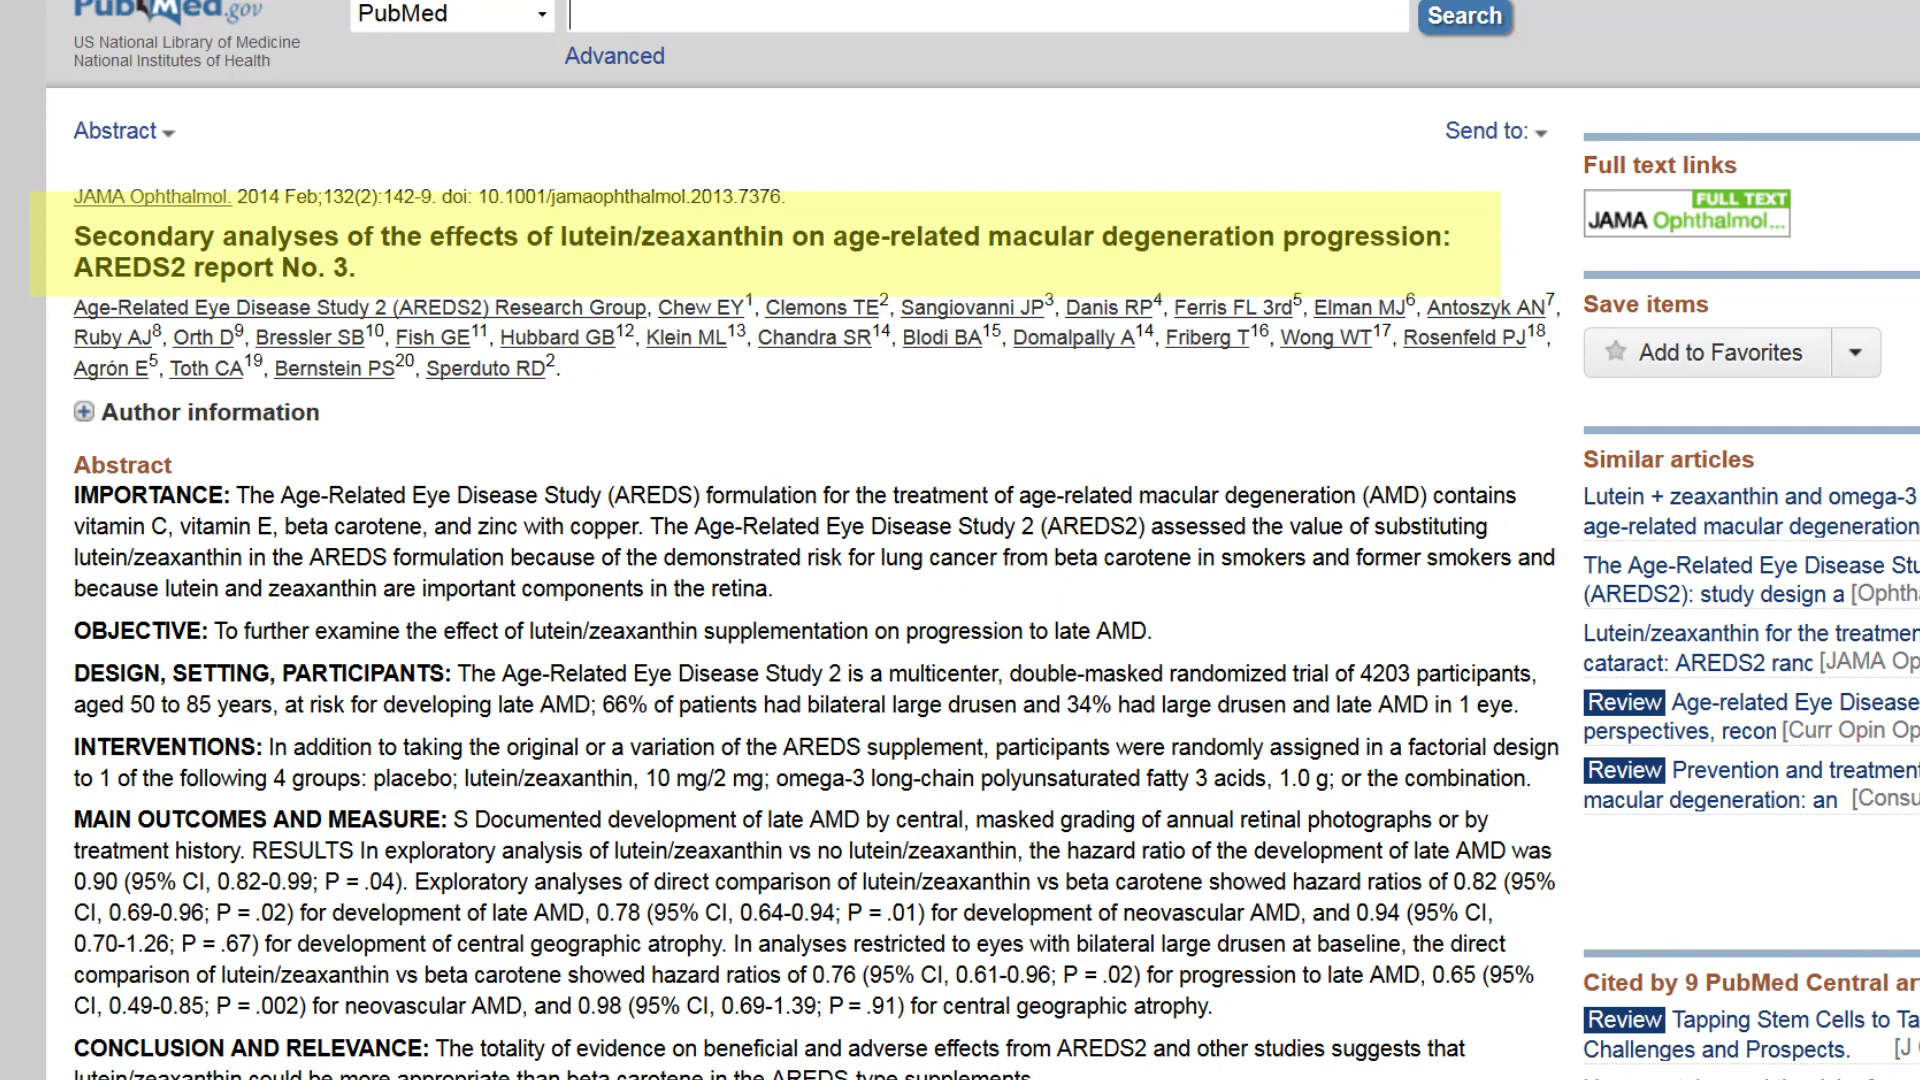 PubMed.gov
PubMed
Search
US National Library of Medicine
National Institutes of Health
Advanced
Abstract
Send to:
JAMA Ophthalmol. 2014 Feb;132(2):142-9. doi: 10.1001/jamaophthalmol.2013.7376.
Secondary analyses of the effects of lutein/zeaxanthin on age-related macular degeneration progression:
AREDS2 report No. 3.
Age-Related Eye Disease Study 2 (AREDS2) Research Group, Chew EY1, Clemons TE2, Sangiovanni JP3, Danis RP4, Ferris FL 3rd5, Elman MJ6, Antoszyk AN7,
Ruby AJ8, Orth D9, Bressler SB10, Fish GE11, Hubbard GB12, Klein ML13, Chandra SR14, Blodi BA15, Domalpally A14, Friberg T16, Wong WT17, Rosenfeld PJ18,
Agrón E5, Toth CA19, Bernstein PS20, Sperduto RD2.
Author information
Abstract
IMPORTANCE: The Age-Related Eye Disease Study (AREDS) formulation for the treatment of age-related macular degeneration (AMD) contains
vitamin C, vitamin E, beta carotene, and zinc with copper. The Age-Related Eye Disease Study 2 (AREDS2) assessed the value of substituting
lutein/zeaxanthin in the AREDS formulation because of the demonstrated risk for lung cancer from beta carotene in smokers and former smokers and
because lutein and zeaxanthin are important components in the retina.
OBJECTIVE: To further examine the effect of lutein/zeaxanthin supplementation on progression to late AMD.
DESIGN, SETTING, PARTICIPANTS: The Age-Related Eye Disease Study 2 is a multicenter, double-masked randomized trial of 4203 participants,
aged 50 to 85 years, at risk for developing late AMD; 66% of patients had bilateral large drusen and 34% had large drusen and late AMD in 1 eye.
INTERVENTIONS: In addition to taking the original or a variation of the AREDS supplement, participants were randomly assigned in a factorial design
to 1 of the following 4 groups: placebo; lutein/zeaxanthin, 10 mg/2 mg; omega-3 long-chain polyunsaturated fatty 3 acids, 1.0 g; or the combination.
MAIN OUTCOMES AND MEASURE: S Documented development of late AMD by central, masked grading of annual retinal photographs or by
treatment history. RESULTS In exploratory analysis of lutein/zeaxanthin vs no lutein/zeaxanthin, the hazard ratio of the development of late AMD was
0.90 (95% CI, 0.82-0.99; P = .04). Exploratory analyses of direct comparison of lutein/zeaxanthin vs beta carotene showed hazard ratios of 0.82 (95%
CI, 0.69-0.96; P = .02) for development of late AMD, 0.78 (95% CI, 0.64-0.94; P = .01) for development of neovascular AMD, and 0.94 (95% CI,
0.70-1.26; P = .67) for development of central geographic atrophy. In analyses restricted to eyes with bilateral large drusen at baseline, the direct
comparison of lutein/zeaxanthin vs beta carotene showed hazard ratios of 0.76 (95% CI, 0.61-0.96; P = .02) for progression to late AMD, 0.65 (95%
CI, 0.49-0.85; P = .002) for neovascular AMD, and 0.98 (95% CI, 0.69-1.39; P = .91) for central geographic atrophy.
CONCLUSION AND RELEVANCE: The totality of evidence on beneficial and adverse effects from AREDS2 and other studies suggests that
lutein/zeaxanthin could be more appropriate than beta carotene in the AREDS-type supplements.
Full text links
FULL TEXT
JAMA Ophthalmol...
Save items
Add to Favorites
Similar articles
Lutein + zeaxanthin and omega-3
age-related macular degeneration
The Age-Related Eye Disease Stu
(AREDS2): study design a [Ophtha
Lutein/zeaxanthin for the treatmen
cataract: AREDS2 ranc [JAMA Op
Review Age-related Eye Disease
perspectives, recon [Curr Opin Op
Review Prevention and treatment
macular degeneration: an [Consu
Cited by 9 PubMed Central ar
Review Tapping Stem Cells to Ta
Challenges and Prospects. [J